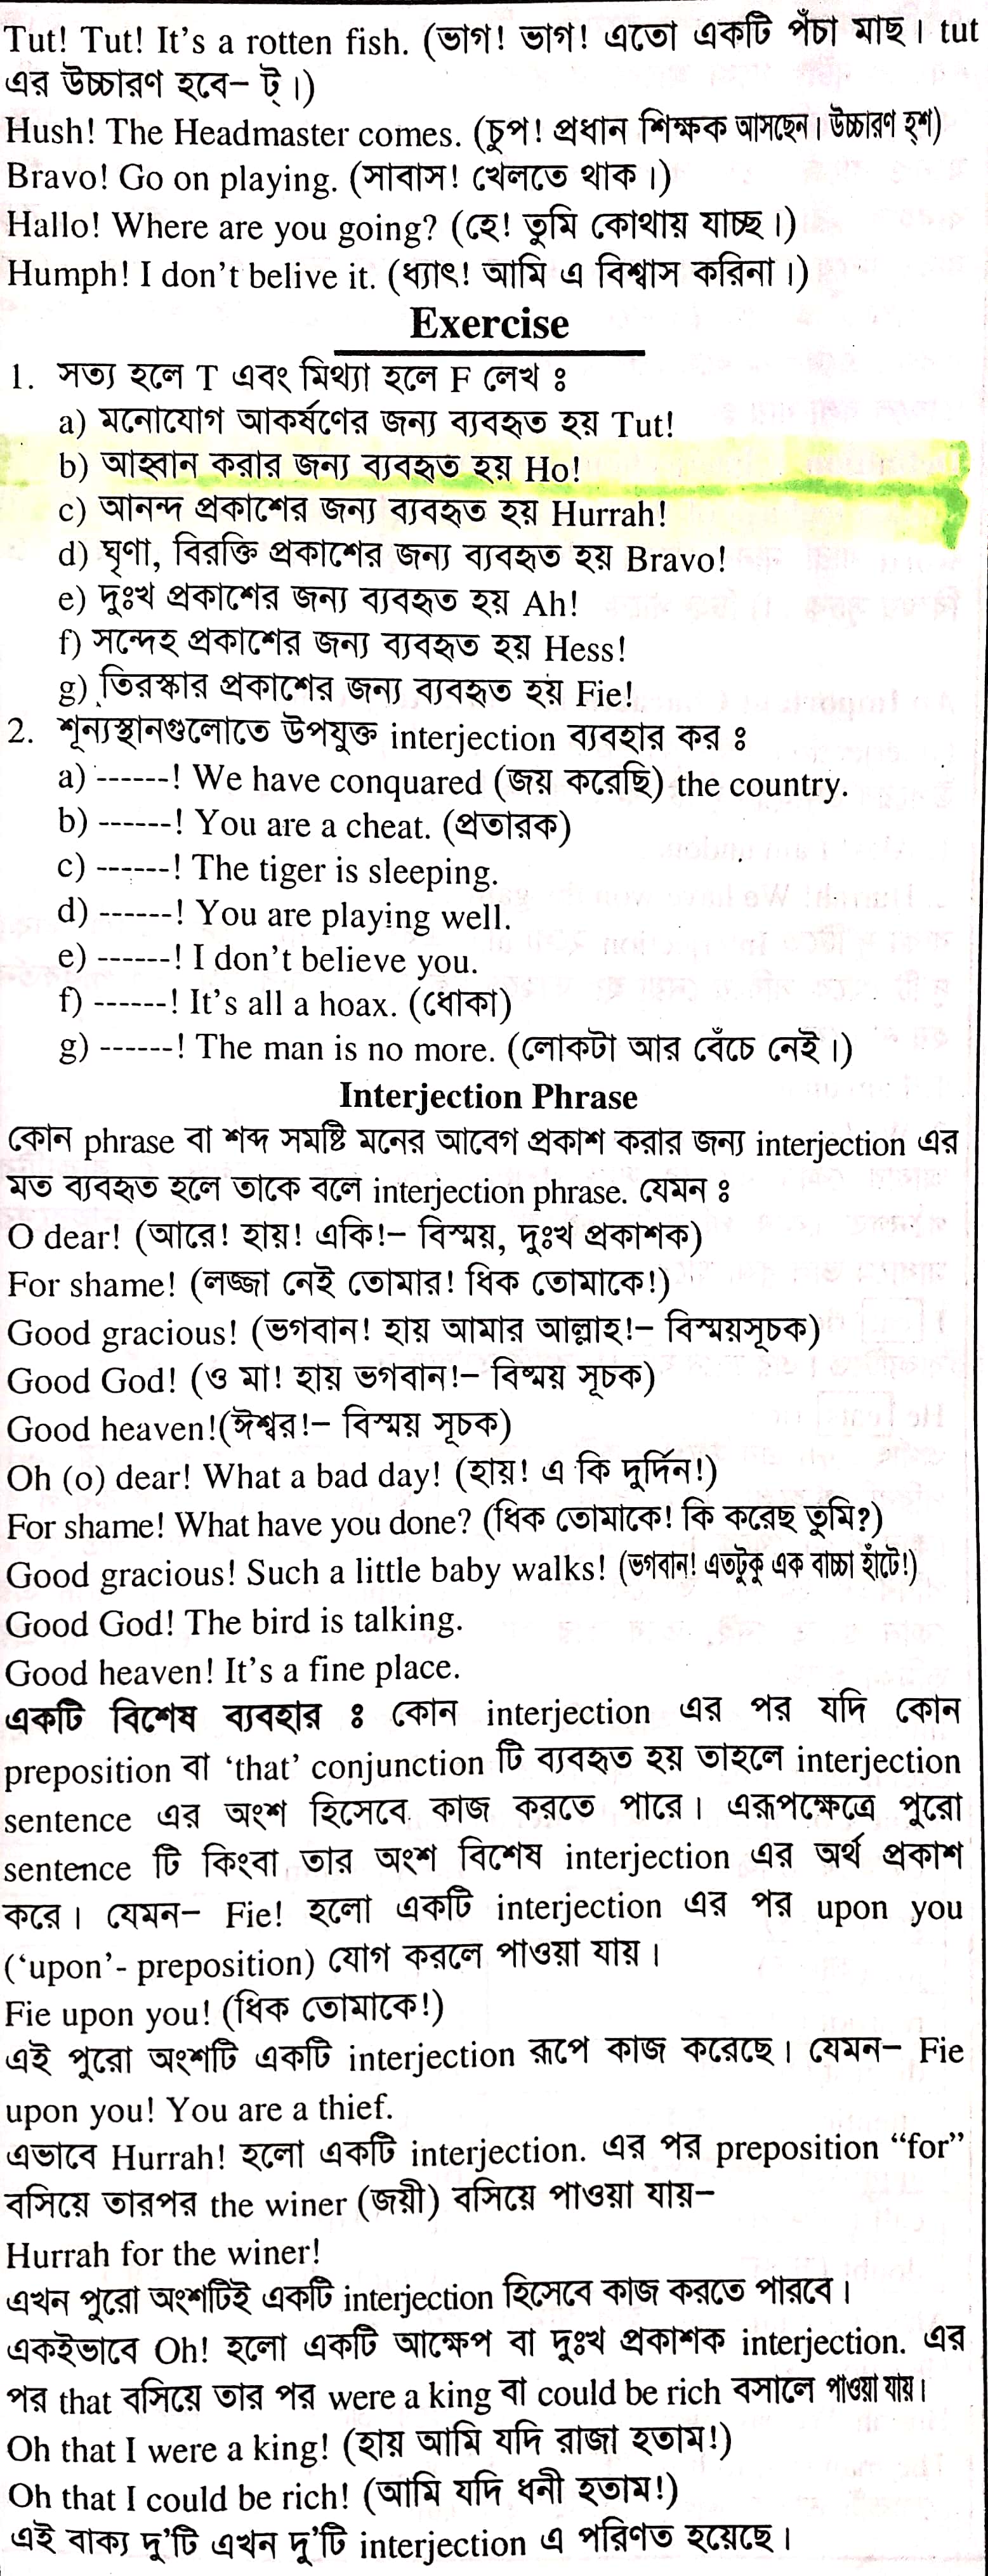 Tut! Tut! It's a rotten fish. (ভাগ! ভাগ! এতো একটি পঁচা মাছ। tut
এর উচ্চারণ হবে– ট্।)
Hush! The Headmaster comes. (চুপ! প্রধান শিক্ষক আসছেন। উচ্চারণ হ্শ)
Bravo! Go on playing. (সাবাস! খেলতে থাক।)
Hallo! Where are you going? (হে! তুমি কোথায় যাচ্ছ।)
Humph! I don't belive it. (ধ্যাৎ! আমি এ বিশ্বাস করিনা।)
Exercise
1. সত্য হলে T এবং মিথ্যা হলে F লেখ ঃ
a) মনোযোগ আকর্ষণের জন্য ব্যবহৃত হয় Tut!
b) আহ্বান করার জন্য ব্যবহৃত হয় Ho!
c) আনন্দ প্রকাশের জন্য ব্যবহৃত হয় Hurrah!
d) ঘৃণা, বিরক্তি প্রকাশের জন্য ব্যবহৃত হয় Bravo!
e) দুঃখ প্রকাশের জন্য ব্যবহৃত হয় Ah!
f) সন্দেহ প্রকাশের জন্য ব্যবহৃত হয় Hess!
g) তিরস্কার প্রকাশের জন্য ব্যবহৃত হয় Fie!
2. শূন্যস্থানগুলোতে উপযুক্ত interjection ব্যবহার কর ঃ
a) ------! We have conquared (জয় করেছি) the country.
b) ------! You are a cheat. (প্রতারক)
c) ------! The tiger is sleeping.
d) ------! You are playing well.
e) ------! I don't believe you.
f) ------! It's all a hoax. (ধোকা)
g) ------! The man is no more. (লোকটা আর বেঁচে নেই।)
Interjection Phrase
কোন phrase বা শব্দ সমষ্টি মনের আবেগ প্রকাশ করার জন্য interjection এর
মত ব্যবহৃত হলে তাকে বলে interjection phrase. যেমন ঃ
O dear! (আরে! হায়! একি!– বিস্ময়, দুঃখ প্রকাশক)
For shame! (লজ্জা নেই তোমার! ধিক তোমাকে!)
Good gracious! (ভগবান! হায় আমার আল্লাহ!– বিস্ময়সূচক)
Good God! (ও মা! হায় ভগবান!– বিষ্ময় সূচক)
Good heaven!(ঈশ্বর!– বিস্ময় সূচক)
Oh (o) dear! What a bad day! (হায়! এ কি দুর্দিন!)
For shame! What have you done? (ধিক তোমাকে! কি করেছ তুমি?)
Good gracious! Such a little baby walks! (ভগবান! এতটুকু এক বাচ্চা হাঁটে!)
Good God! The bird is talking.
Good heaven! It's a fine place.
একটি বিশেষ ব্যবহার ঃ কোন interjection এর পর যদি কোন
preposition বা ‘that’ conjunction টি ব্যবহৃত হয় তাহলে interjection
sentence এর অংশ হিসেবে কাজ করতে পারে। এরূপক্ষেত্রে পুরো
sentence টি কিংবা তার অংশ বিশেষ interjection এর অর্থ প্রকাশ
করে। যেমন– Fie! হলো একটি interjection এর পর upon you
(‘upon’- preposition) যোগ করলে পাওয়া যায়।
Fie upon you! (ধিক তোমাকে!)
এই পুরো অংশটি একটি interjection রূপে কাজ করেছে। যেমন– Fie
upon you! You are a thief.
এভাবে Hurrah! হলো একটি interjection. এর পর preposition “for”
বসিয়ে তারপর the winer (জয়ী) বসিয়ে পাওয়া যায়–
Hurrah for the winer!
এখন পুরো অংশটিই একটি interjection হিসেবে কাজ করতে পারবে।
একইভাবে Oh! হলো একটি আক্ষেপ বা দুঃখ প্রকাশক interjection. এর
পর that বসিয়ে তার পর were a king বা could be rich বসালে পাওয়া যায়।
Oh that I were a king! (হায় আমি যদি রাজা হতাম!)
Oh that I could be rich! (আমি যদি ধনী হতাম!)
এই বাক্য দু'টি এখন দু'টি interjection এ পরিণত হয়েছে।